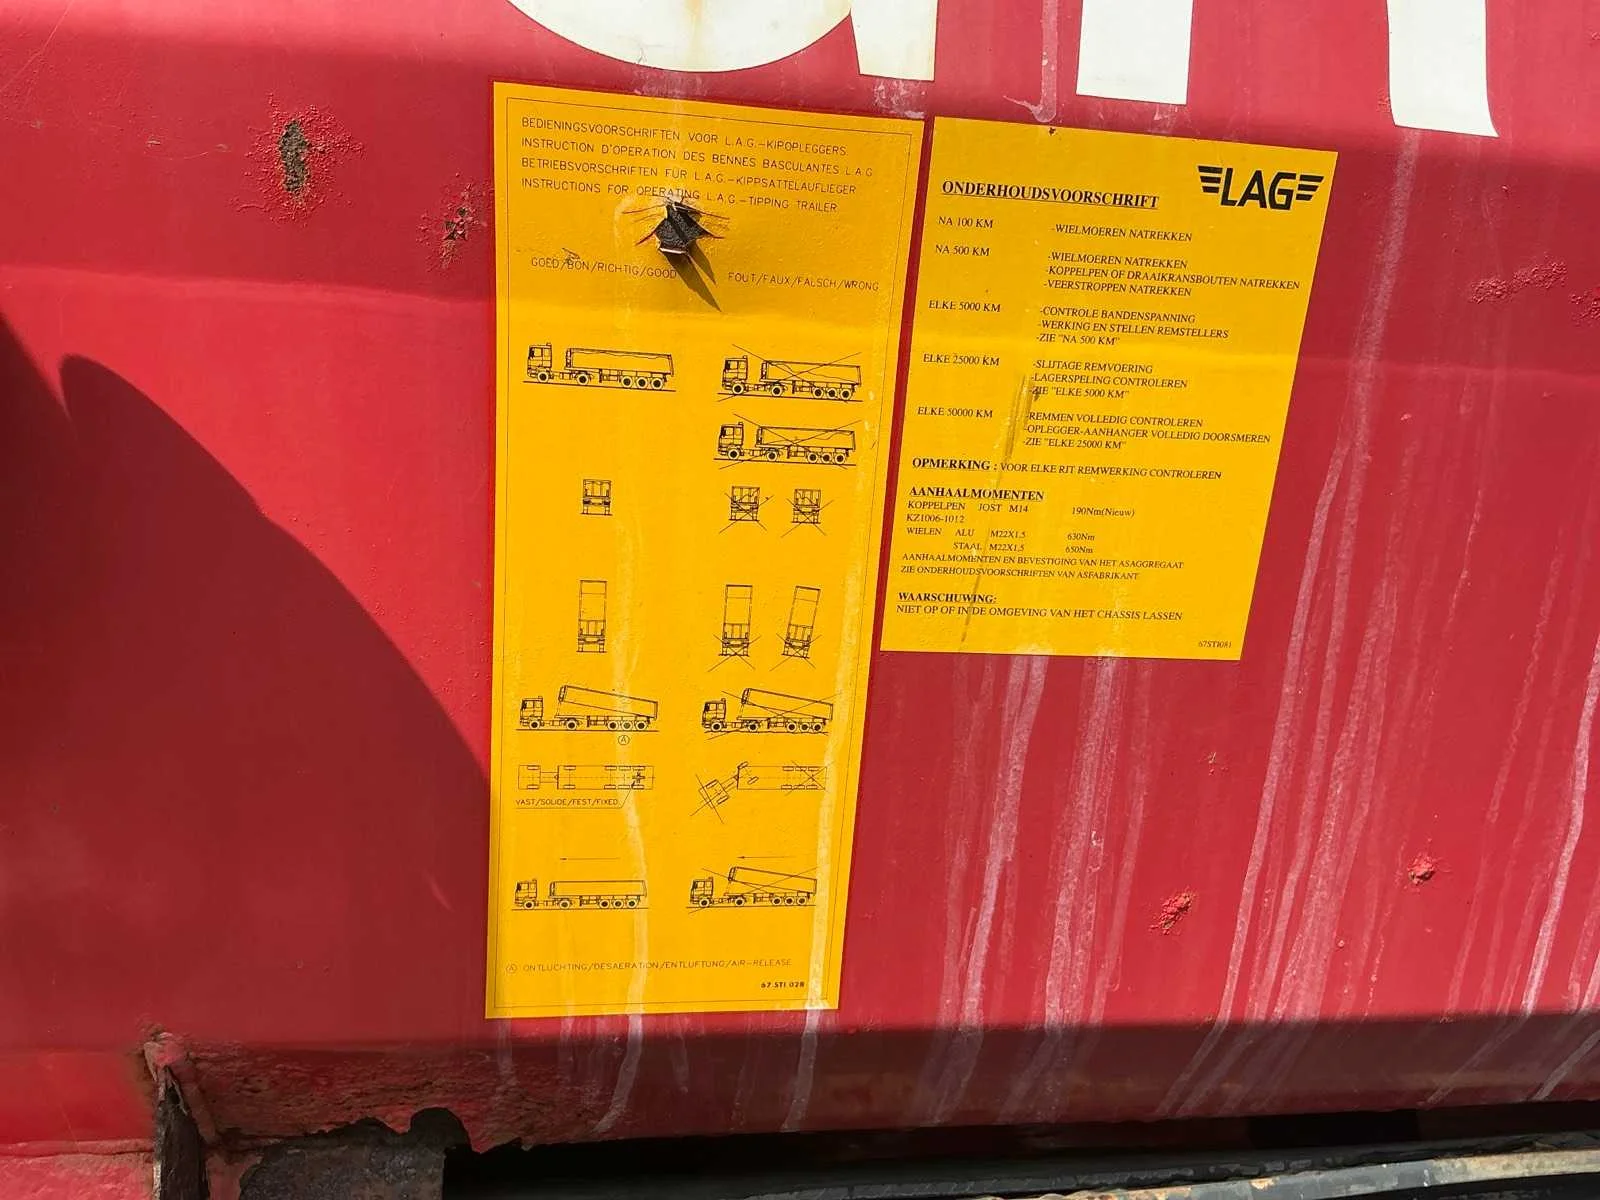 BEDIENINGSVOORSCHRIFTEN VOOR L.A.G.-KIPOPLEGGERS.
INSTRUCTION D'OPERATION DES BENNES BASCULANTES L.A.G
BETRIEBSVORSCHRIFTEN FÜR L.A.G.-KIPPSATTELAUFLIEGER
INSTRUCTIONS FOR OPERATING L.A.G.-TIPPING TRAILER
GOED/BON/RICHTIG/GOOD
FOUT/FAUX/FALSCH/WRONG
A
VAST/SOLIDE/FEST/FIXED
A ONTLUCHTING/DESAERATION/ENTLUFTUNG/AIR-RELEASE
67.STI.028
LAG
ONDERHOUDSVOORSCHRIFT
NA 100 KM -WIELMOEREN NATREKKEN
NA 500 KM -WIELMOEREN NATREKKEN
-KOPPELPEN OF DRAAIKRANSBOUTEN NATREKKEN
-VEERSTROPPEN NATREKKEN
ELKE 5000 KM -CONTROLE BANDENSPANNING
-WERKING EN STELLEN REMSTELLERS
-ZIE "NA 500 KM"
ELKE 25000 KM -SLIJTAGE REMVOERING
-LAGERSPELING CONTROLEREN
-ZIE "ELKE 5000 KM"
ELKE 50000 KM -REMMEN VOLLEDIG CONTROLEREN
-OPLEGGER-AANHANGER VOLLEDIG DOORSMEREN
-ZIE "ELKE 25000 KM"
OPMERKING : VOOR ELKE RIT REMWERKING CONTROLEREN
AANHAALMOMENTEN
KOPPELPEN JOST M14 190Nm(Nieuw)
KZ1006-1012
WIELEN ALU M22X1,5 630Nm
STAAL M22X1,5 650Nm
AANHAALMOMENTEN EN BEVESTIGING VAN HET ASAGGREGAAT
ZIE ONDERHOUDSVOORSCHRIFTEN VAN ASFABRIKANT
WAARSCHUWING:
NIET OP OF IN DE OMGEVING VAN HET CHASSIS LASSEN
67STI081